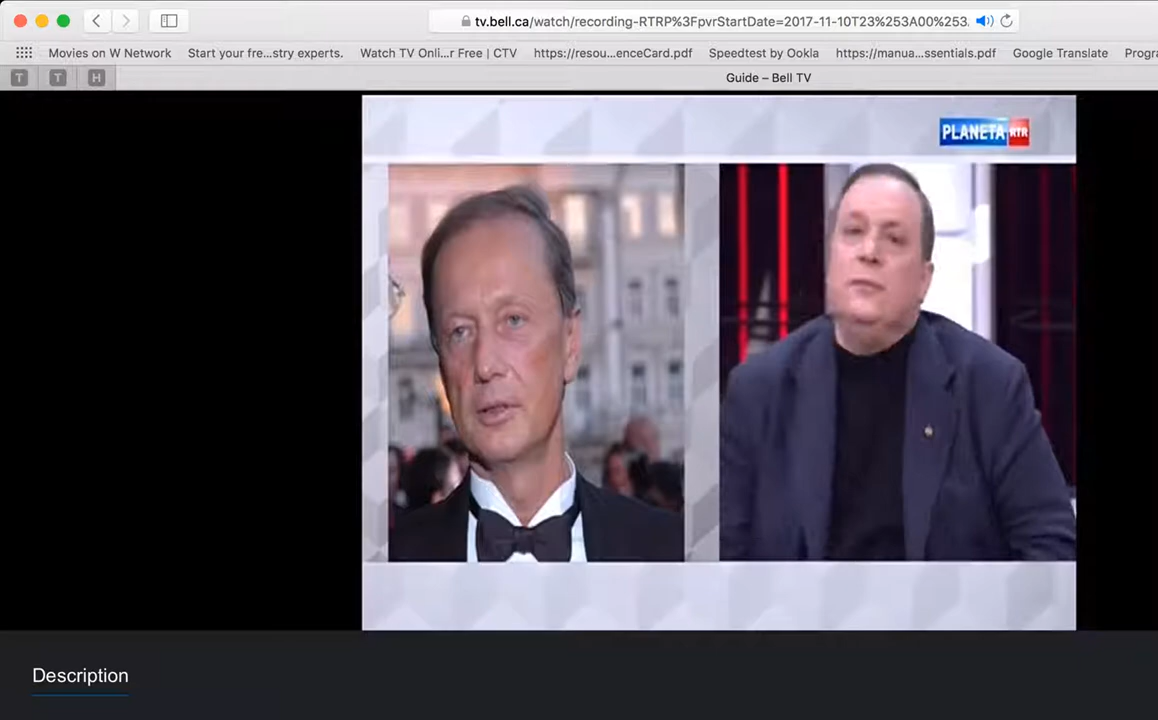 tv.bell.ca/watch/recording-RTRP%3FpvrStartDate=2017-11-10T23%253A00%253.
Movies on W Network Start your fre...stry experts. Watch TV Onli...r Free | CTV https://resou...enceCard.pdf Speedtest by Ookla https://manua...ssentials.pdf Google Translate Progra
T T H Guide – Bell TV
PLANETA RTR
Description